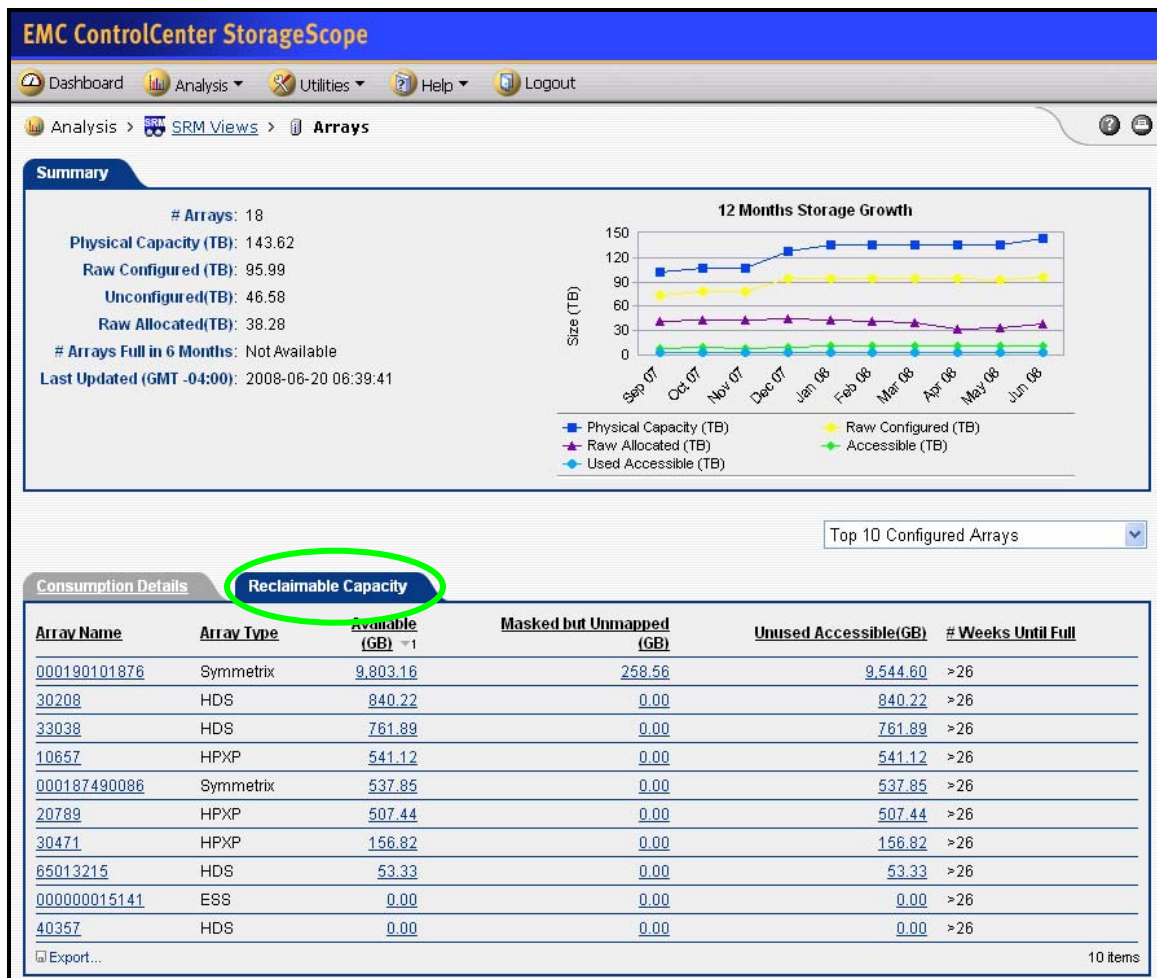 EMC ControlCenter StorageScope
Dashboard Analysis Utilities Help Logout
Analysis > SRM SRM Views > Arrays
Summary
# Arrays: 18
Physical Capacity (TB): 143.62
Raw Configured (TB): 95.99
Unconfigured(TB): 46.58
Raw Allocated(TB): 38.28
# Arrays Full in 6 Months: Not Available
Last Updated (GMT -04:00): 2008-06-20 06:39:41
12 Months Storage Growth
Size (TB)
150
120
90
60
30
0
Sep 07 Oct 07 Nov 07 Dec 07 Jan 08 Feb 08 Mar 08 Apr 08 May 08 Jun 08
Physical Capacity (TB) Raw Configured (TB)
Raw Allocated (TB) Accessible (TB)
Used Accessible (TB)
Top 10 Configured Arrays
Consumption Details Reclaimable Capacity
Array Name Array Type Available (GB) 1 Masked but Unmapped (GB) Unused Accessible(GB) # Weeks Until Full
000190101876 Symmetrix 9,803.16 258.56 9,544.60 >26
30208 HDS 840.22 0.00 840.22 >26
33038 HDS 761.89 0.00 761.89 >26
10657 HPXP 541.12 0.00 541.12 >26
000187490086 Symmetrix 537.85 0.00 537.85 >26
20789 HPXP 507.44 0.00 507.44 >26
30471 HPXP 156.82 0.00 156.82 >26
65013215 HDS 53.33 0.00 53.33 >26
000000015141 ESS 0.00 0.00 0.00 >26
40357 HDS 0.00 0.00 0.00 >26
Export... 10 items